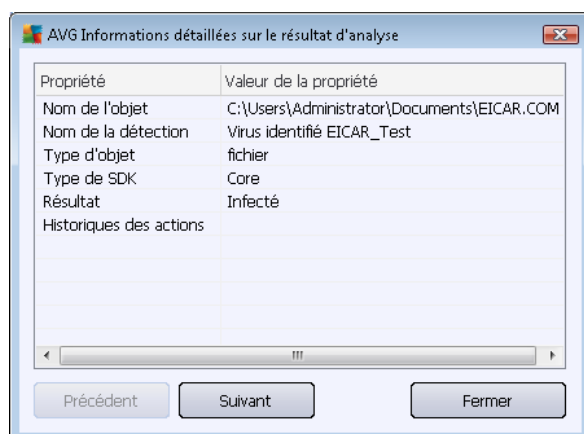 AVG Informations détaillées sur le résultat d'analyse
Propriété Valeur de la propriété
Nom de l'objet C:\Users\Administrator\Documents\EICAR.COM
Nom de la détection Virus identifié EICAR_Test
Type d'objet fichier
Type de SDK Core
Résultat Infecté
Historiques des actions
Précédent Suivant Fermer